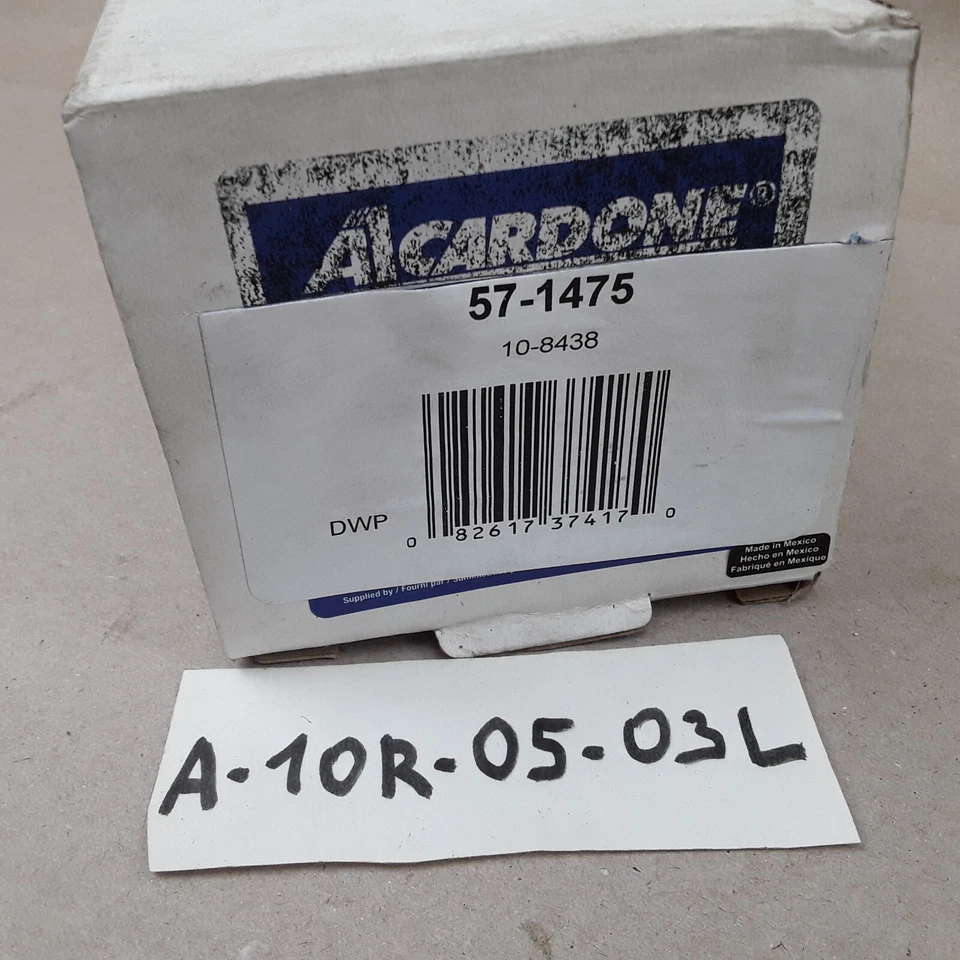 A1CARDONE®
57-1475
10-8438
DWP
0 82617 37417 0
Made in Mexico
Hecho en Mexico
Fabriqué en Mexique
Supplied by / Fourni par /
A-10R-05-03L